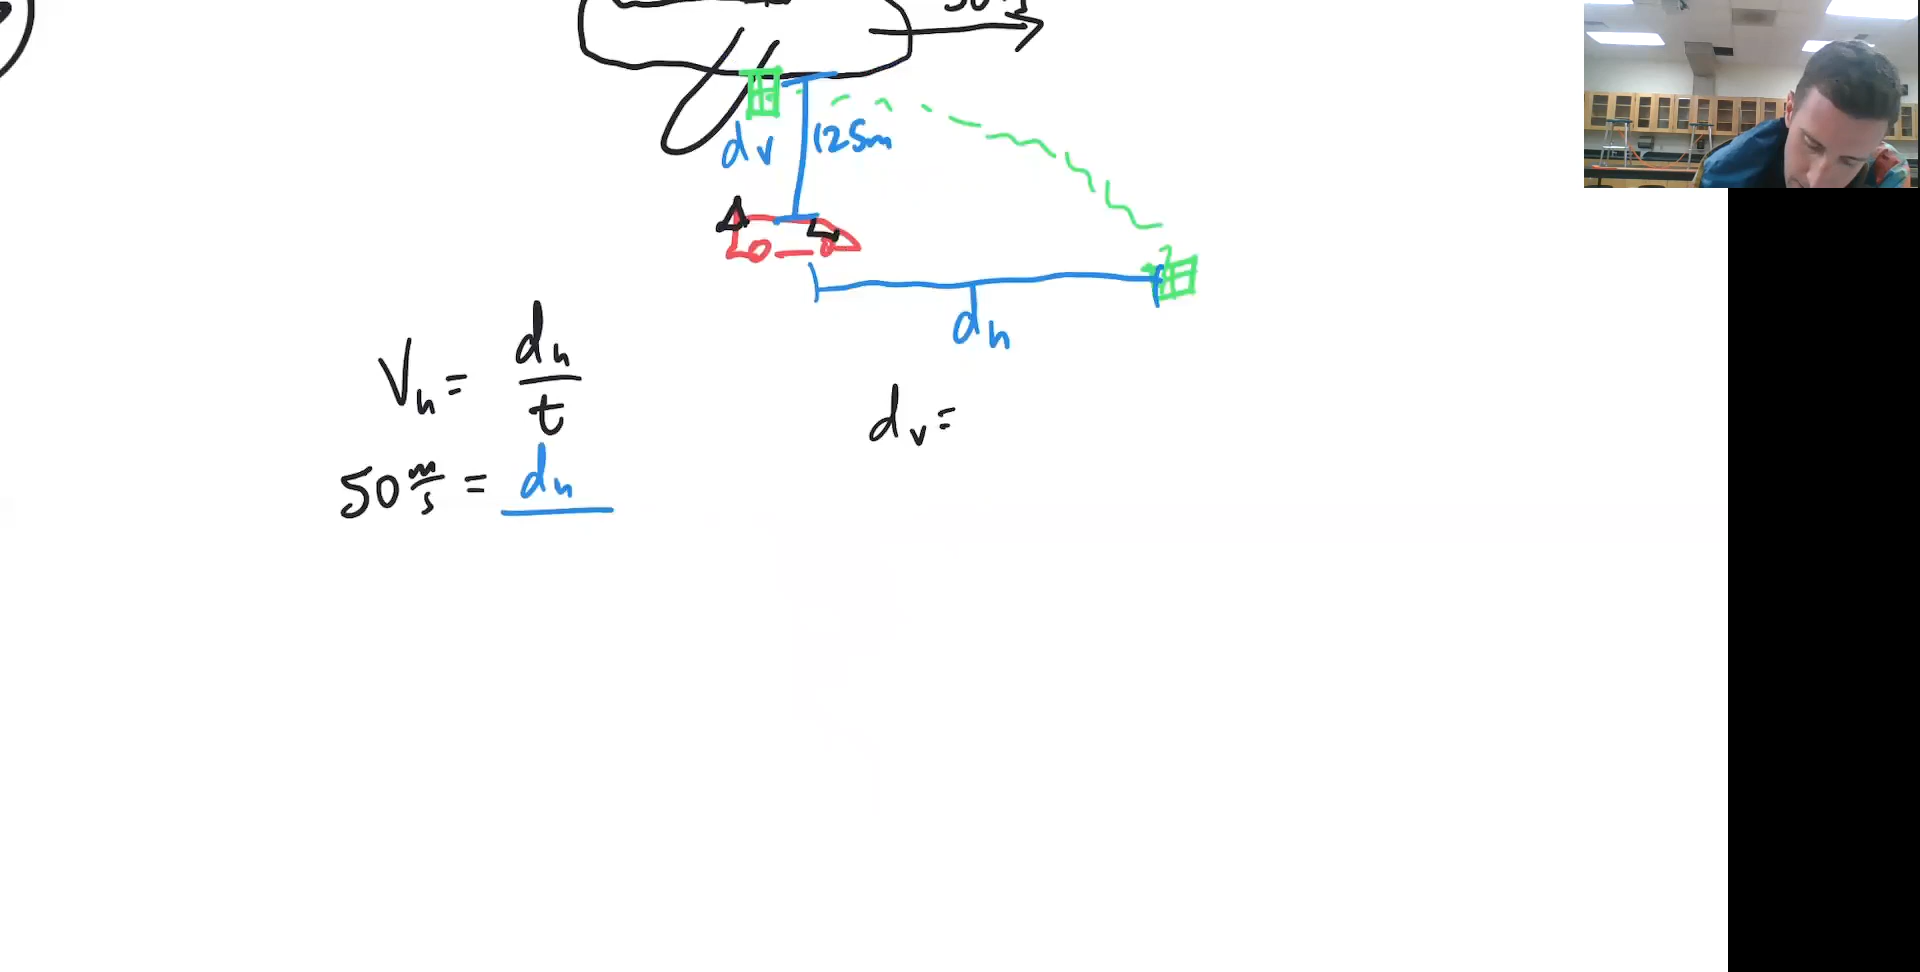 dv 125m
dh
Vh = dh/t
dv =
50 m/s = dh